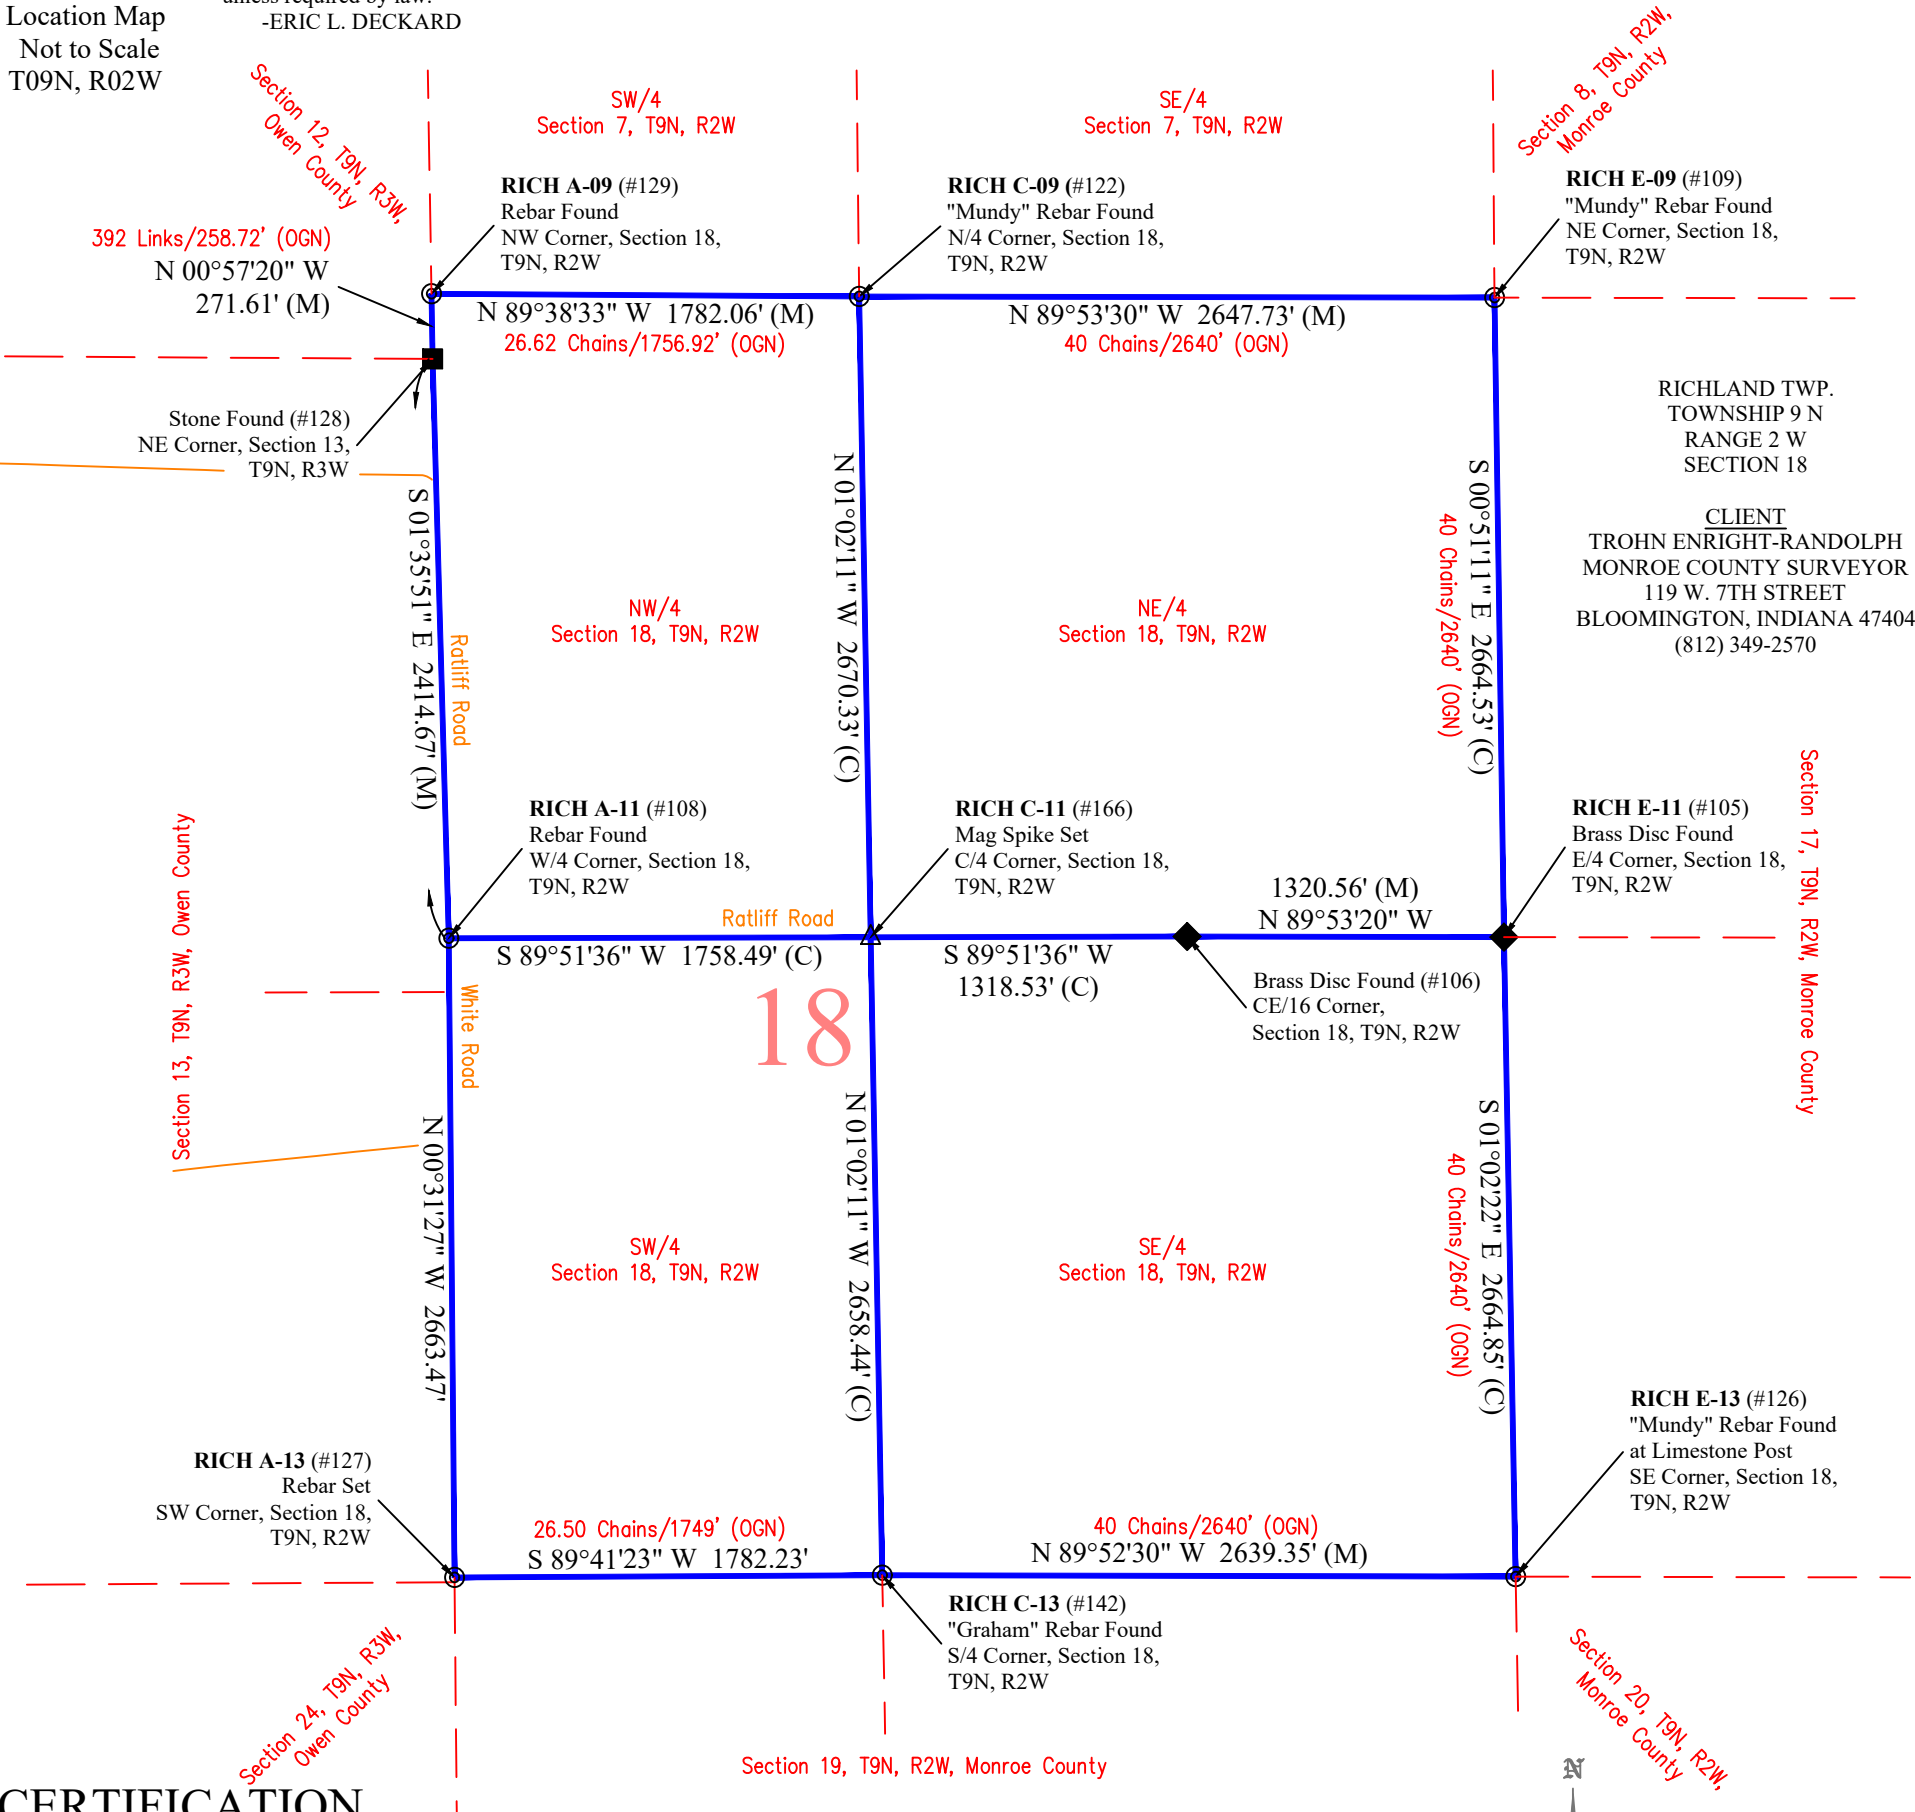 Location Map
Not to Scale
T09N, R02W
unless required by law.
-ERIC L. DECKARD
Section 12, T9N, R3W,
Owen County
SW/4
Section 7, T9N, R2W
SE/4
Section 7, T9N, R2W
Section 8, T9N, R2W,
Monroe County
RICH A-09 (#129)
Rebar Found
NW Corner, Section 18,
T9N, R2W
RICH C-09 (#122)
"Mundy" Rebar Found
N/4 Corner, Section 18,
T9N, R2W
RICH E-09 (#109)
"Mundy" Rebar Found
NE Corner, Section 18,
T9N, R2W
392 Links/258.72' (OGN)
N 00°57'20" W
271.61' (M)
N 89°38'33" W 1782.06' (M)
26.62 Chains/1756.92' (OGN)
N 89°53'30" W 2647.73' (M)
40 Chains/2640' (OGN)
Stone Found (#128)
NE Corner, Section 13,
T9N, R3W
RICHLAND TWP.
TOWNSHIP 9 N
RANGE 2 W
SECTION 18
CLIENT
TROHN ENRIGHT-RANDOLPH
MONROE COUNTY SURVEYOR
119 W. 7TH STREET
BLOOMINGTON, INDIANA 47404
(812) 349-2570
S 01°35'51" E 2414.67' (M)
Ratliff Road
NW/4
Section 18, T9N, R2W
N 01°02'11" W 2670.33' (C)
NE/4
Section 18, T9N, R2W
40 Chains/2640' (OGN)
S 00°51'11" E 2664.53' (C)
RICH A-11 (#108)
Rebar Found
W/4 Corner, Section 18,
T9N, R2W
RICH C-11 (#166)
Mag Spike Set
C/4 Corner, Section 18,
T9N, R2W
RICH E-11 (#105)
Brass Disc Found
E/4 Corner, Section 18,
T9N, R2W
Section 13, T9N, R3W, Owen County
Section 17, T9N, R2W, Monroe County
Ratliff Road
S 89°51'36" W 1758.49' (C)
S 89°51'36" W
1318.53' (C)
1320.56' (M)
N 89°53'20" W
Brass Disc Found (#106)
CE/16 Corner,
Section 18, T9N, R2W
18
White Road
N 00°31'27" W 2663.47'
SW/4
Section 18, T9N, R2W
N 01°02'11" W 2658.44' (C)
SE/4
Section 18, T9N, R2W
40 Chains/2640' (OGN)
S 01°02'22" E 2664.85' (C)
RICH A-13 (#127)
Rebar Set
SW Corner, Section 18,
T9N, R2W
RICH E-13 (#126)
"Mundy" Rebar Found
at Limestone Post
SE Corner, Section 18,
T9N, R2W
26.50 Chains/1749' (OGN)
S 89°41'23" W 1782.23'
40 Chains/2640' (OGN)
N 89°52'30" W 2639.35' (M)
RICH C-13 (#142)
"Graham" Rebar Found
S/4 Corner, Section 18,
T9N, R2W
Section 24, T9N, R3W,
Owen County
Section 19, T9N, R2W, Monroe County
Section 20, T9N, R2W,
Monroe County
N
CERTIFICATION